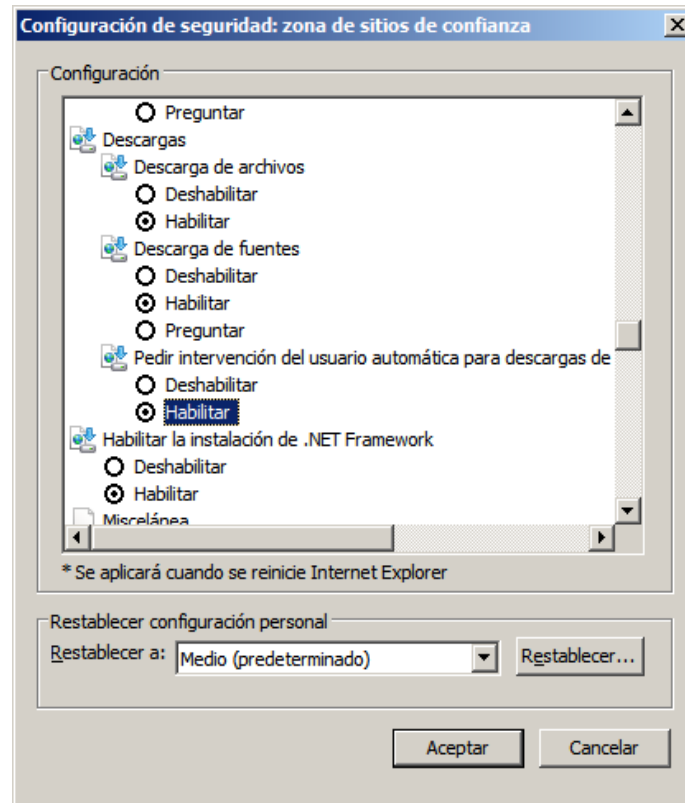 Configuración de seguridad: zona de sitios de confianza
Configuración
Preguntar
Descargas
Descarga de archivos
Deshabilitar
Habilitar
Descarga de fuentes
Deshabilitar
Habilitar
Preguntar
Pedir intervención del usuario automática para descargas de
Deshabilitar
Habilitar
Habilitar la instalación de .NET Framework
Deshabilitar
Habilitar
Miscelánea
* Se aplicará cuando se reinicie Internet Explorer
Restablecer configuración personal
Restablecer a: Medio (predeterminado) Restablecer...
Aceptar Cancelar